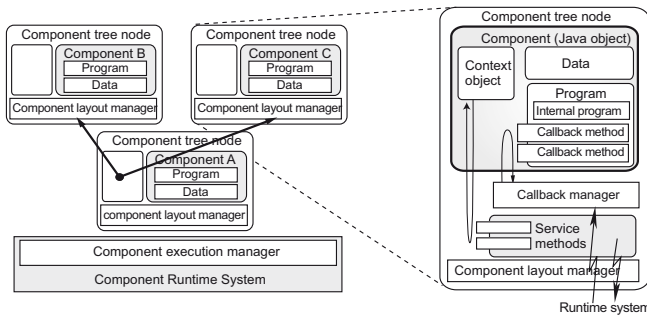 Component tree node
Component B
Program
Data
Component layout manager
Component tree node
Component C
Program
Data
Component layout manager
Component tree node
Component A
Program
Data
component layout manager
Component execution manager
Component Runtime System
Component tree node
Component (Java object)
Context
object
Data
Program
Internal program
Callback method
Callback method
Callback manager
Service
methods
Component layout manager
Runtime system